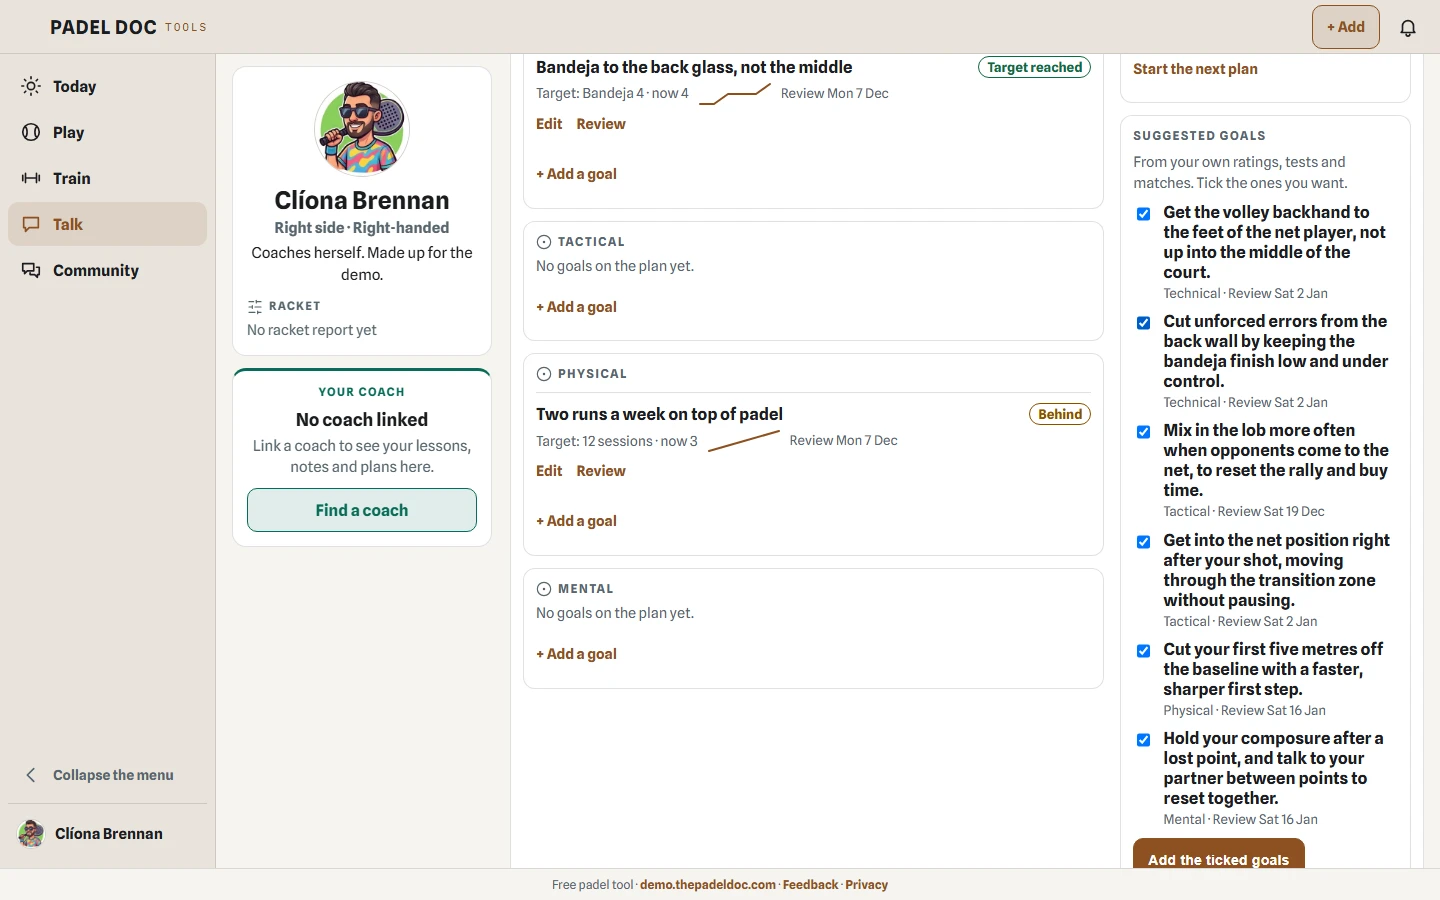 PADEL DOC TOOLS
+ Add
Today
Play
Train
Talk
Community
Collapse the menu
Clíona Brennan
Clíona Brennan
Right side · Right-handed
Coaches herself. Made up for the
demo.
RACKET
No racket report yet
YOUR COACH
No coach linked
Link a coach to see your lessons,
notes and plans here.
Find a coach
Bandeja to the back glass, not the middle
Target reached
Target: Bandeja 4 · now 4
Review Mon 7 Dec
Edit Review
+ Add a goal
TACTICAL
No goals on the plan yet.
+ Add a goal
PHYSICAL
Two runs a week on top of padel
Behind
Target: 12 sessions · now 3
Review Mon 7 Dec
Edit Review
+ Add a goal
MENTAL
No goals on the plan yet.
+ Add a goal
Start the next plan
SUGGESTED GOALS
From your own ratings, tests and
matches. Tick the ones you want.
Get the volley backhand to
the feet of the net player, not
up into the middle of the
court.
Technical · Review Sat 2 Jan
Cut unforced errors from the
back wall by keeping the
bandeja finish low and under
control.
Technical · Review Sat 2 Jan
Mix in the lob more often
when opponents come to the
net, to reset the rally and buy
time.
Tactical · Review Sat 19 Dec
Get into the net position right
after your shot, moving
through the transition zone
without pausing.
Tactical · Review Sat 2 Jan
Cut your first five metres off
the baseline with a faster,
sharper first step.
Physical · Review Sat 16 Jan
Hold your composure after a
lost point, and talk to your
partner between points to
reset together.
Mental · Review Sat 16 Jan
Add the ticked goals
Free padel tool · demo.thepadeldoc.com · Feedback · Privacy